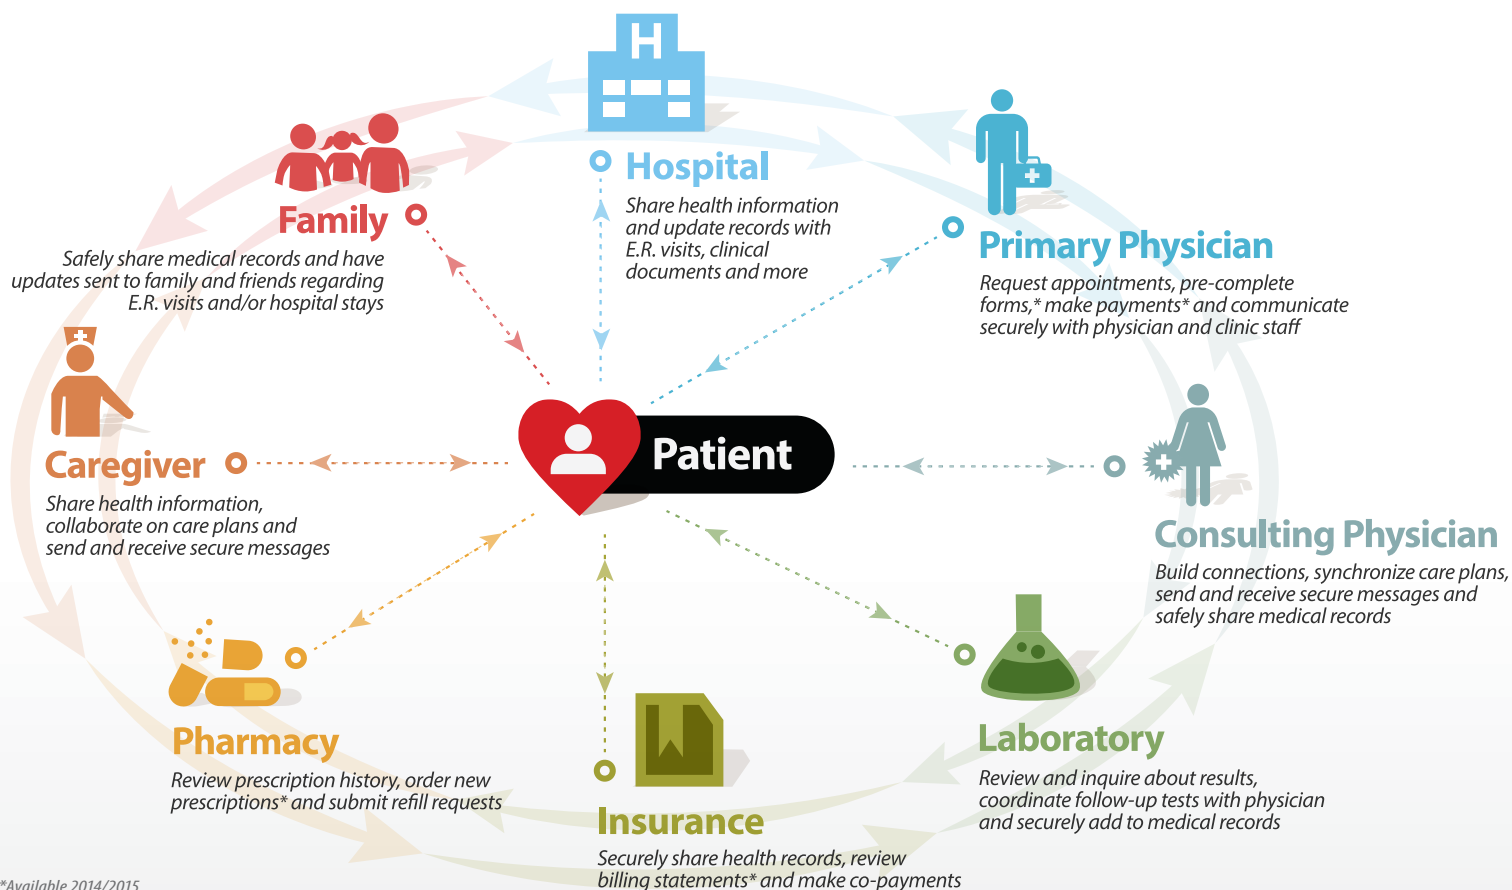 H
Hospital
Share health information
and update records with
E.R. visits, clinical
documents and more
Family
Safely share medical records and have
updates sent to family and friends regarding
E.R. visits and/or hospital stays
Primary Physician
Request appointments, pre-complete
forms,* make payments* and communicate
securely with physician and clinic staff
Patient
Caregiver
Share health information,
collaborate on care plans and
send and receive secure messages
Consulting Physician
Build connections, synchronize care plans,
send and receive secure messages and
safely share medical records
Pharmacy
Review prescription history, order new
prescriptions* and submit refill requests
Laboratory
Review and inquire about results,
coordinate follow-up tests with physician
and securely add to medical records
Insurance
Securely share health records, review
billing statements* and make co-payments
*Available 2014/2015